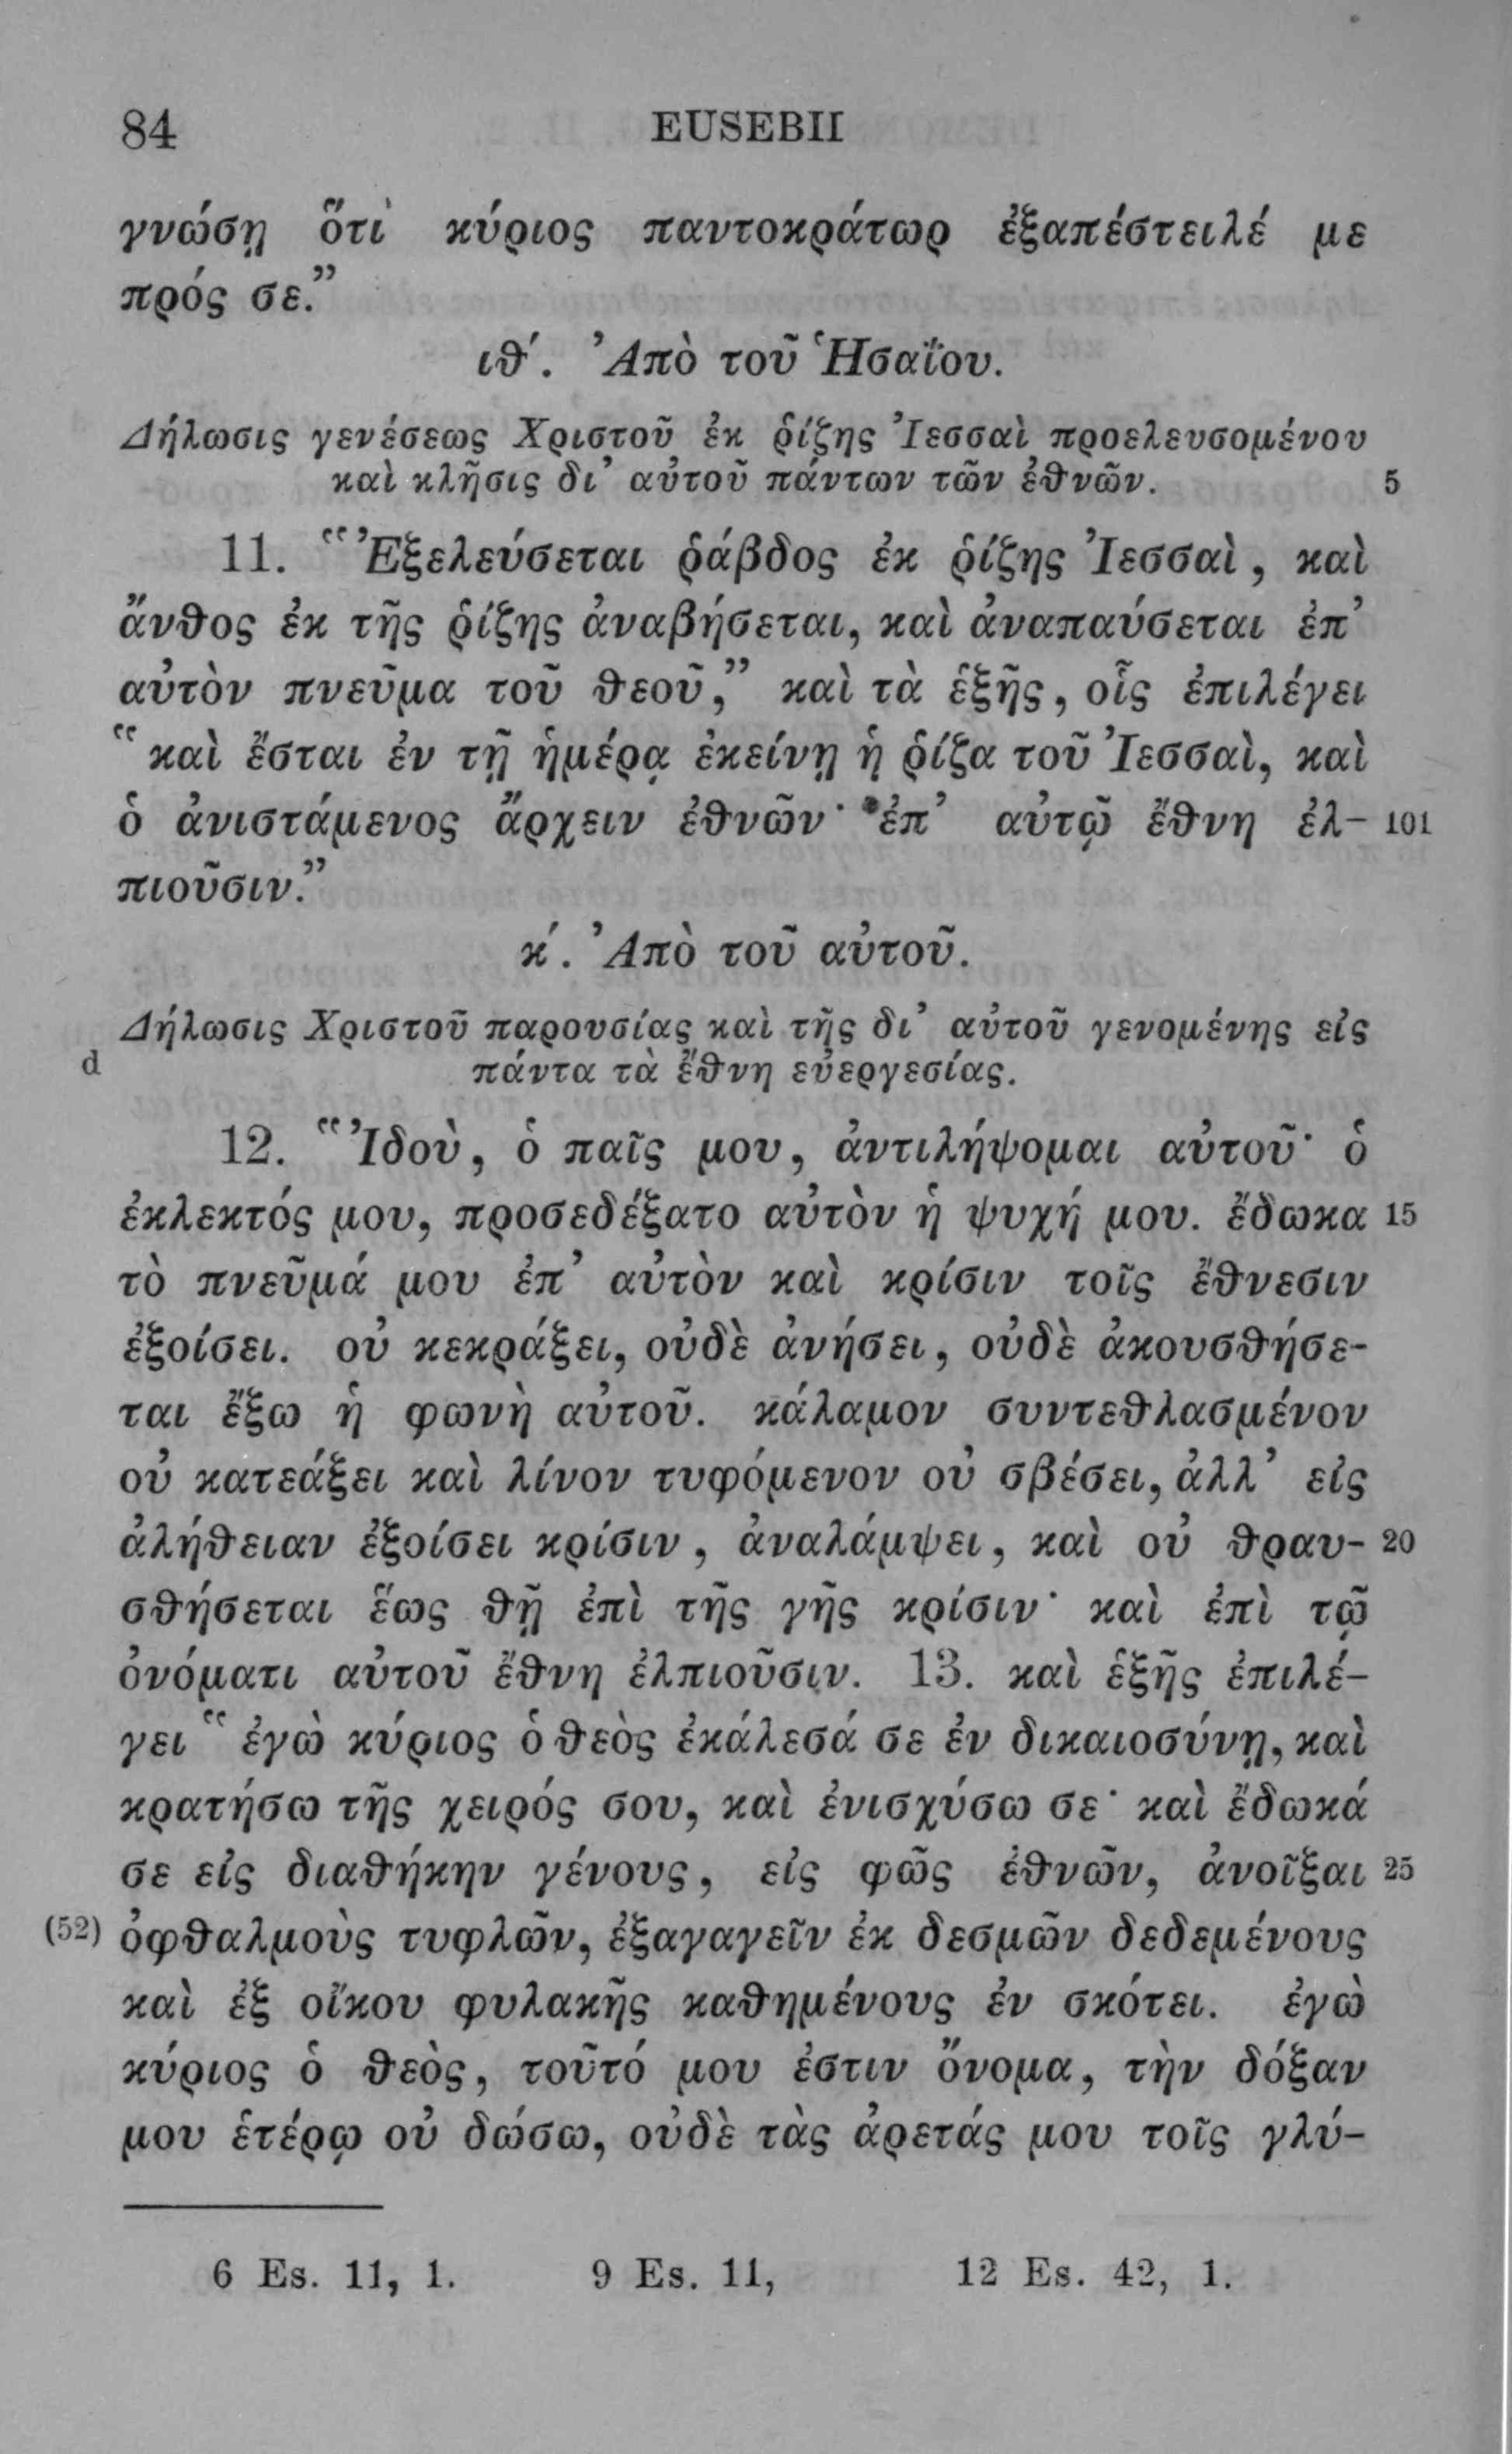 84 EUSEBII
γνώσῃ ὅτι κύριος παντοκράτωρ ἐξαπέστειλέ με
πρός σε.”
ιθ΄. Ἀπὸ τοῦ Ἡσαΐου.
Δήλωσις γενέσεως Χριστοῦ ἐκ ῥίζης Ἰεσσαὶ προελευσομένου
καὶ κλῆσις δι’ αὐτοῦ πάντων τῶν ἐθνῶν. 5
11. “Ἐξελεύσεται ῥάβδος ἐκ ῥίζης Ἰεσσαὶ, καὶ
ἄνθος ἐκ τῆς ῥίζης ἀναβήσεται, καὶ ἀναπαύσεται ἐπ’
αὐτὸν πνεῦμα τοῦ θεοῦ,” καὶ τὰ ἑξῆς, οἷς ἐπιλέγει
“καὶ ἔσται ἐν τῇ ἡμέρᾳ ἐκείνῃ ἡ ῥίζα τοῦ Ἰεσσαὶ, καὶ
ὁ ἀνιστάμενος ἄρχειν ἐθνῶν· *ἐπ’ αὐτῷ ἔθνη ἐλ- 101
πιοῦσιν.”
κ΄. Ἀπὸ τοῦ αὐτοῦ.
Δήλωσις Χριστοῦ παρουσίας καὶ τῆς δι’ αὐτοῦ γενομένης εἰς
d πάντα τὰ ἔθνη εὐεργεσίας.
12. “Ἰδοὺ, ὁ παῖς μου, ἀντιλήψομαι αὐτοῦ· ὁ
ἐκλεκτός μου, προσεδέξατο αὐτὸν ἡ ψυχή μου. ἔδωκα 15
τὸ πνεῦμά μου ἐπ’ αὐτὸν καὶ κρίσιν τοῖς ἔθνεσιν
ἐξοίσει. οὐ κεκράξει, οὐδὲ ἀνήσει, οὐδὲ ἀκουσθήσε-
ται ἔξω ἡ φωνὴ αὐτοῦ. κάλαμον συντεθλασμένον
οὐ κατεάξει καὶ λίνον τυφόμενον οὐ σβέσει, ἀλλ’ εἰς
ἀλήθειαν ἐξοίσει κρίσιν, ἀναλάμψει, καὶ οὐ θραυ- 20
σθήσεται ἕως θῇ ἐπὶ τῆς γῆς κρίσιν· καὶ ἐπὶ τῷ
ὀνόματι αὐτοῦ ἔθνη ἐλπιοῦσιν. 13. καὶ ἑξῆς ἐπιλέ-
γει “ἐγὼ κύριος ὁ θεὸς ἐκάλεσά σε ἐν δικαιοσύνῃ, καὶ
κρατήσω τῆς χειρός σου, καὶ ἐνισχύσω σε· καὶ ἔδωκά
σε εἰς διαθήκην γένους, εἰς φῶς ἐθνῶν, ἀνοῖξαι 25
(52) ὀφθαλμοὺς τυφλῶν, ἐξαγαγεῖν ἐκ δεσμῶν δεδεμένους
καὶ ἐξ οἴκου φυλακῆς καθημένους ἐν σκότει. ἐγὼ
κύριος ὁ θεὸς, τοῦτό μου ἐστιν ὄνομα, τὴν δόξαν
μου ἑτέρῳ οὐ δώσω, οὐδὲ τὰς ἀρετάς μου τοῖς γλύ-
6 Es. 11, 1. 9 Es. 11, 12 Es. 42, 1.